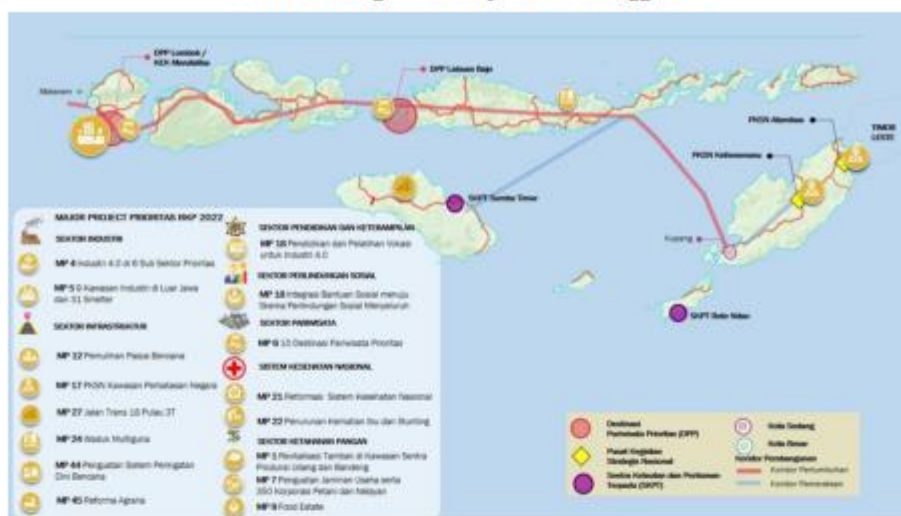 DPP Lombok /
KEK Mandalika
Mataram
DPP Labuan Bajo
PKSN Atambua
TIMOR
LESTE
PKSN Kefamenanu
SKPT Sumba Timur
Kupang
SKPT Rote Ndao
MAJOR PROJECT PRIORITAS RKP 2022
SEKTOR INDUSTRI
MP 4 Industri 4.0 di 6 Sub Sektor Prioritas
MP 5 9 Kawasan Industri di Luar Jawa
dan 31 Smelter
SEKTOR INFRASTRUKTUR
MP 12 Pemulihan Pasca Bencana
MP 17 PKSN Kawasan Perbatasan Negara
MP 27 Jalan Trans 18 Pulau 3T
MP 24 Waduk Multiguna
MP 44 Penguatan Sistem Peringatan
Dini Bencana
MP 45 Reforma Agraria
SEKTOR PENDIDIKAN DAN KETERAMPILAN
MP 18 Pendidikan dan Pelatihan Vokasi
untuk Industri 4.0
SEKTOR PERLINDUNGAN SOSIAL
Integrasi Bantuan Sosial menuju
Skema Perlindungan Sosial Menyeluruh
SEKTOR PARIWISATA
MP 6 10 Destinasi Pariwisata Prioritas
SISTEM KESEHATAN NASIONAL
MP 21 Reformasi Sistem Kesehatan Nasional
MP 22 Penurunan Kematian Ibu dan Stunting
SEKTOR KETAHANAN PANGAN
Revitalisasi Tambak di Kawasan Sentra
Produksi Udang dan Bandeng
MP 7 Penguatan Jaminan Usaha serta
350 Korporasi Petani dan Nelayan
Food Estate
Destinasi
Pariwisata Prioritas (DPP)
Pusat Kegiatan
Strategis Nasional
Sentra Kelautan dan Perikanan
Terpadu (SKPT)
Kota Sedang
Kota Besar
Koridor Pembangunan
Koridor Pertumbuhan
Koridor Pemerataan